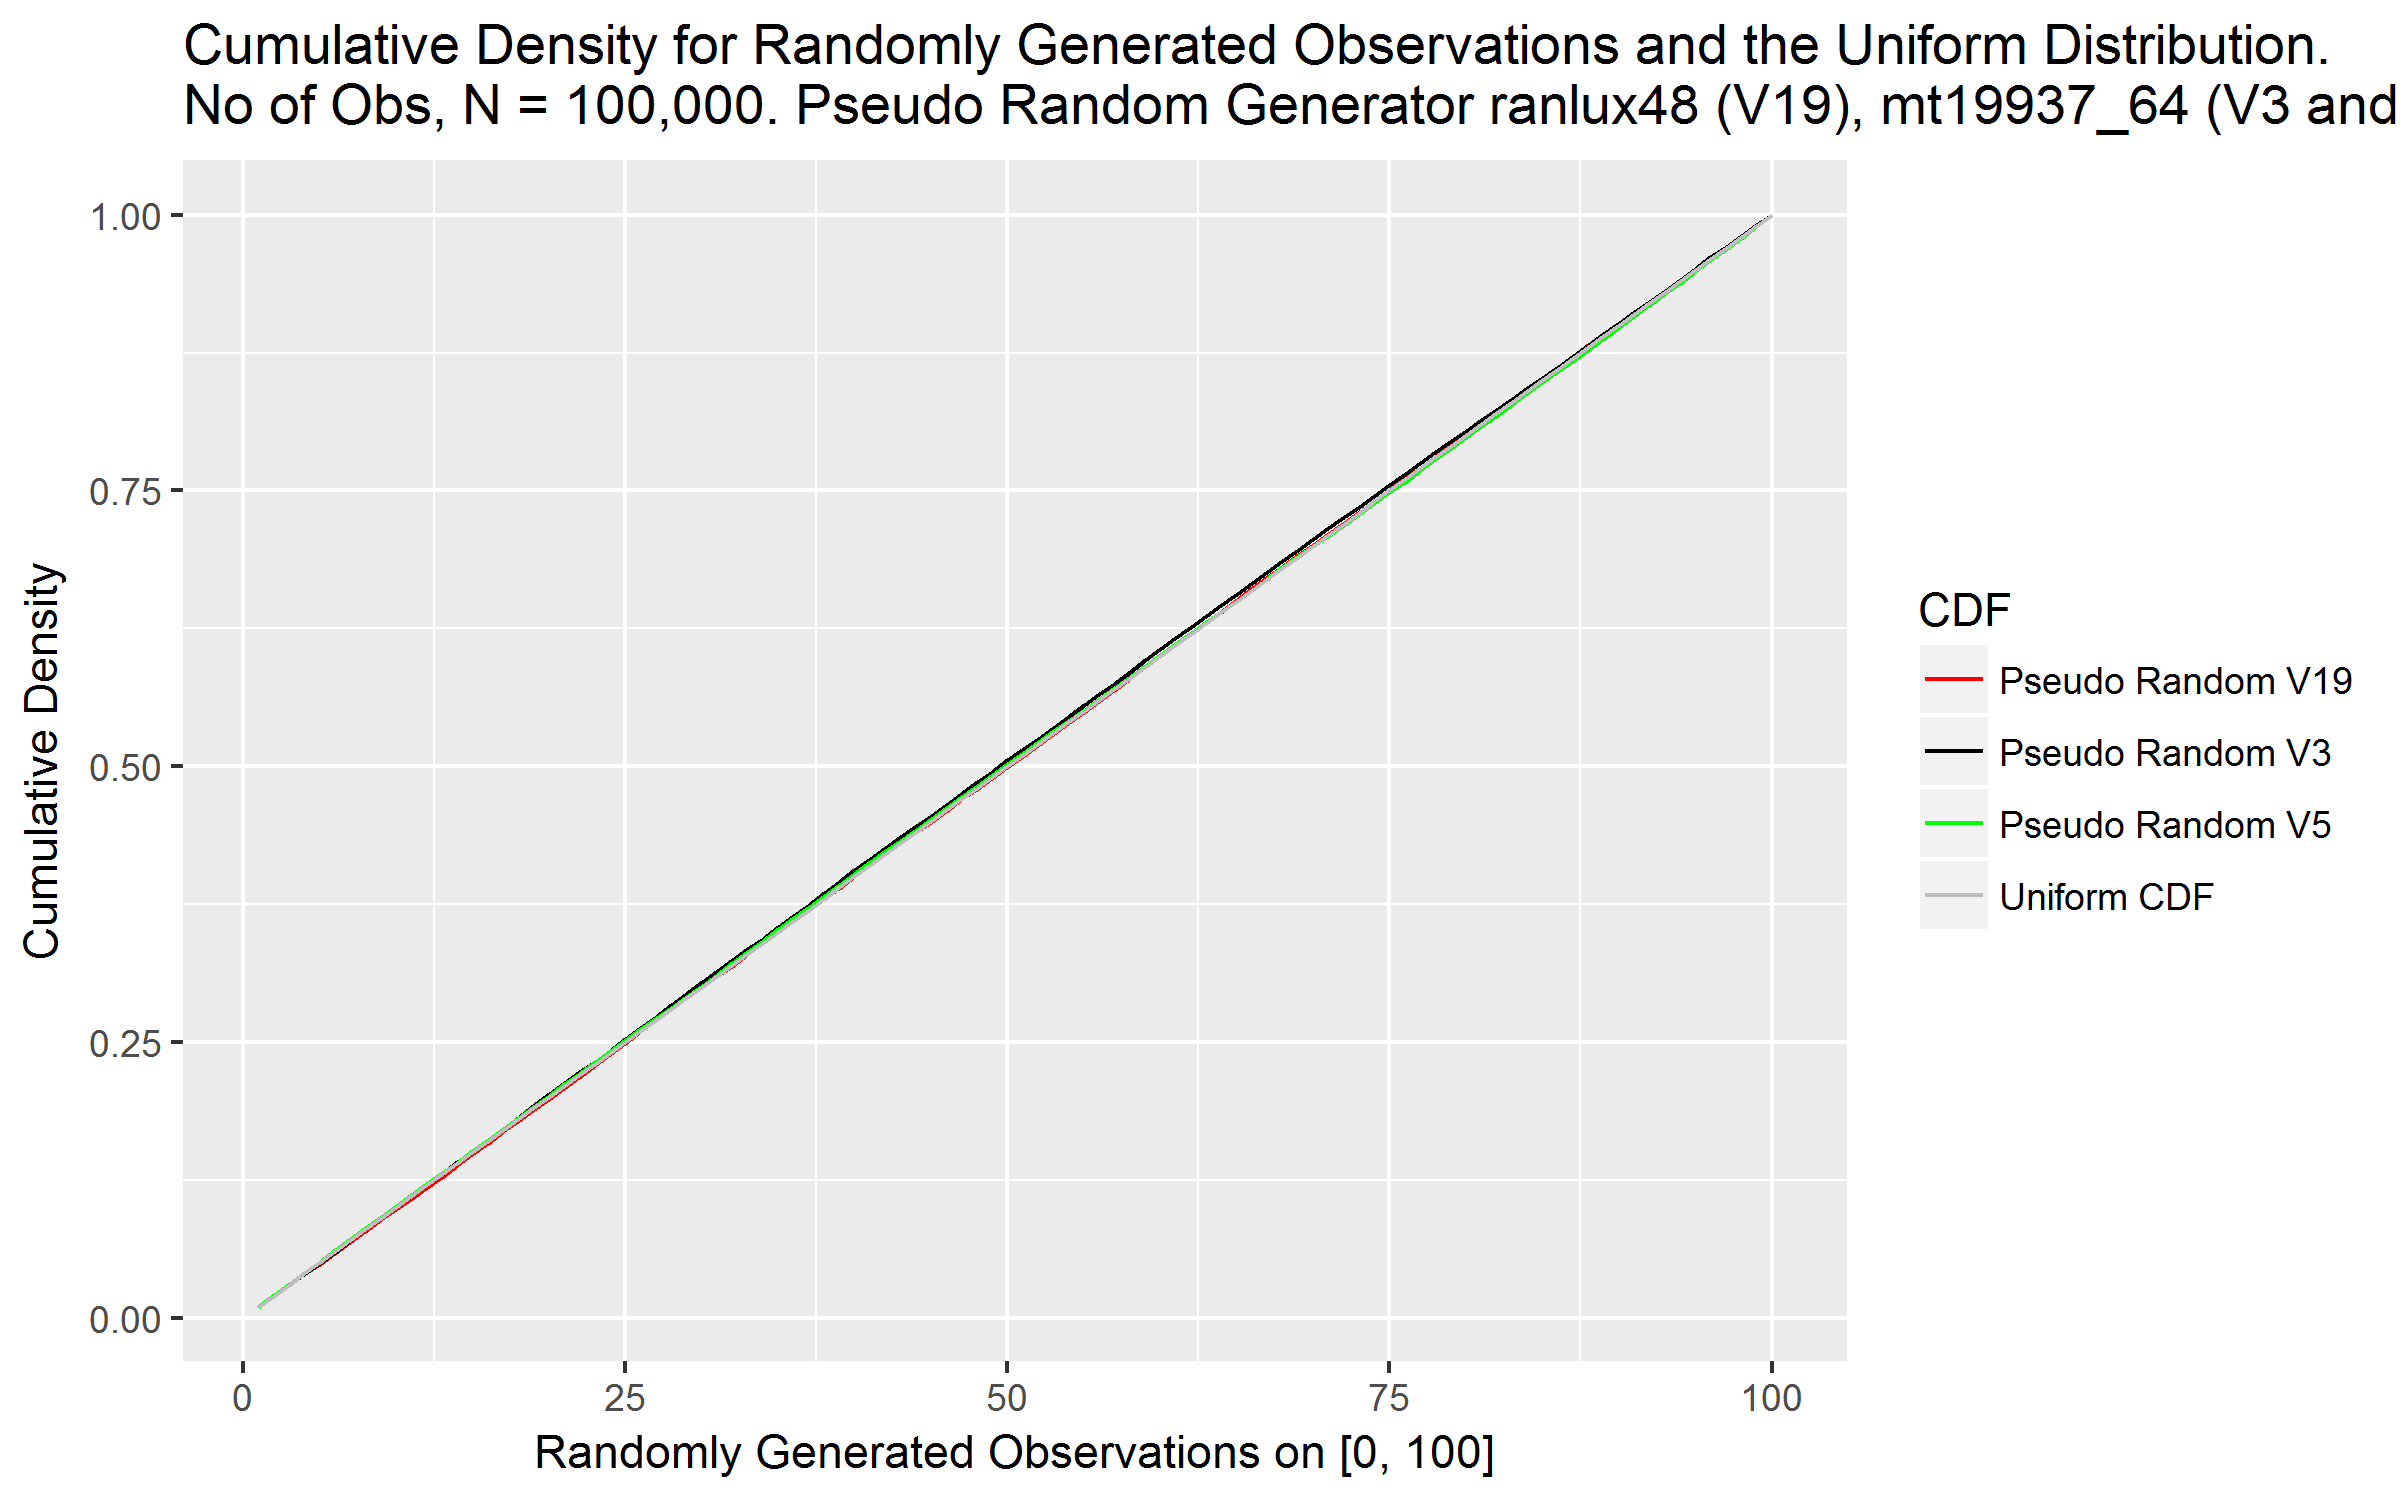 Cumulative Density for Randomly Generated Observations and the Uniform Distribution.
No of Obs, N = 100,000. Pseudo Random Generator ranlux48 (V19), mt19937_64 (V3 and
1.00
0.75
0.50
0.25
0.00
Cumulative Density
0 25 50 75 100
Randomly Generated Observations on [0, 100]
CDF
Pseudo Random V19
Pseudo Random V3
Pseudo Random V5
Uniform CDF